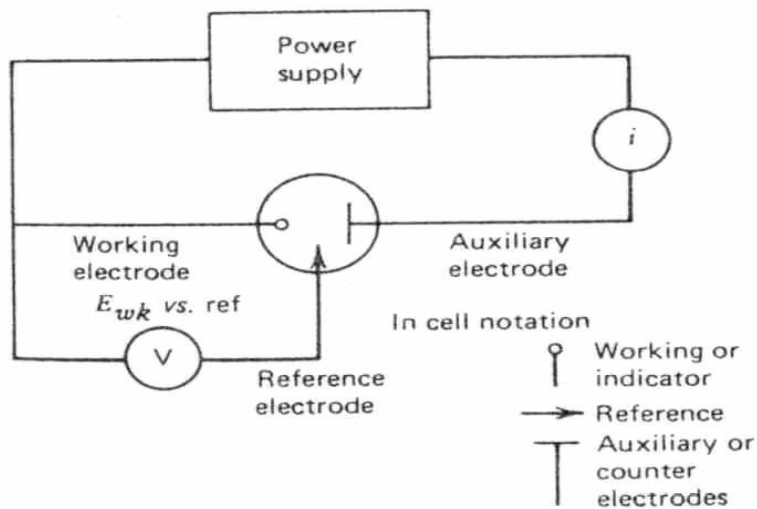 Power
supply
i
Working
electrode
Auxiliary
electrode
E_wk vs. ref
V
Reference
electrode
In cell notation
Working or
indicator
Reference
Auxiliary or
counter
electrodes